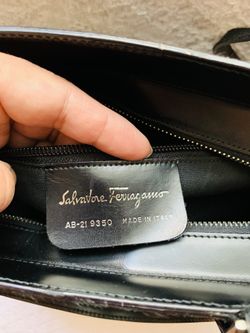 Salvatore Ferragamo
AB-21 9350 MADE IN ITALY